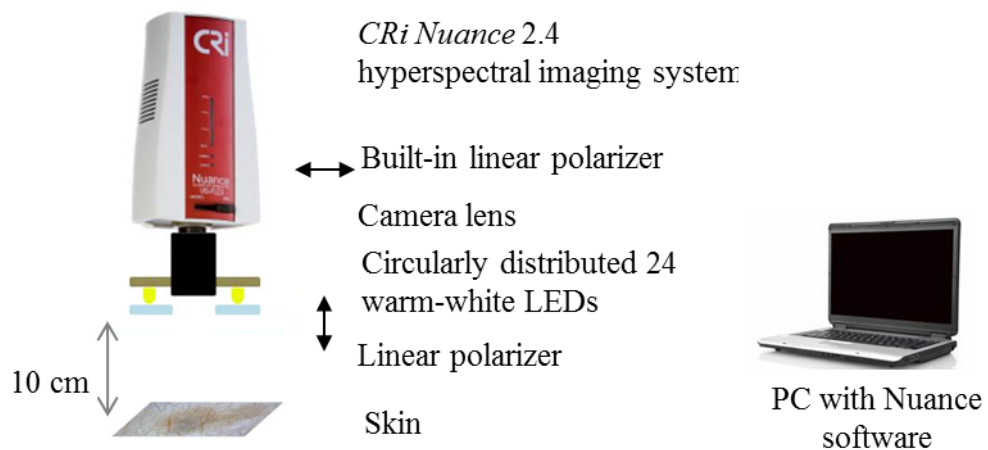 CRi
CRi Nuance 2.4
hyperspectral imaging system
Built-in linear polarizer
Nuance
Camera lens
Circularly distributed 24
warm-white LEDs
Linear polarizer
10 cm
Skin
PC with Nuance
software